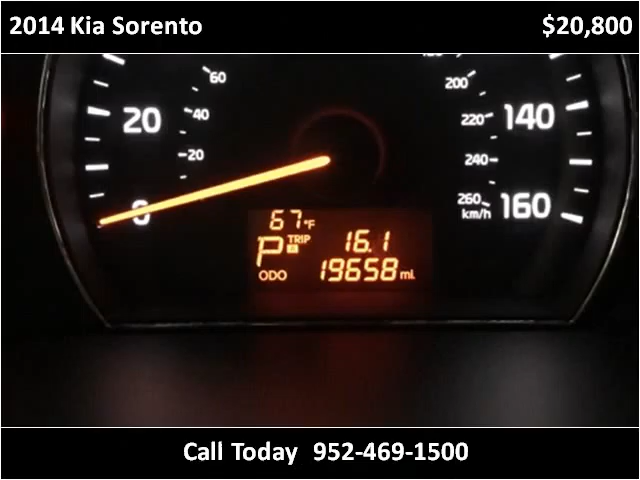 2014 Kia Sorento $20,800
60 200
20 40 220 140
20 240
0 260 160
km/h
67°F
P TRIP A 16.1
ODO 19658 mi.
Call Today 952-469-1500